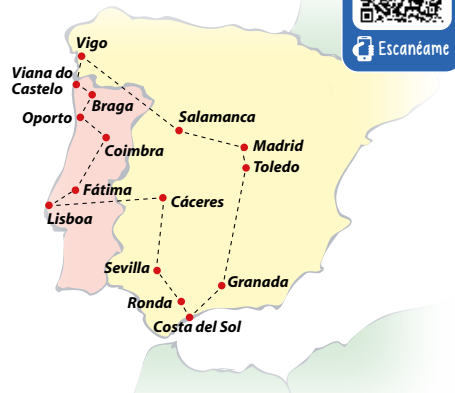 Escanéame
Vigo
Viana do
Castelo
Braga
Oporto
Salamanca
Coimbra
Madrid
Toledo
Fátima
Cáceres
Lisboa
Sevilla
Granada
Ronda
Costa del Sol